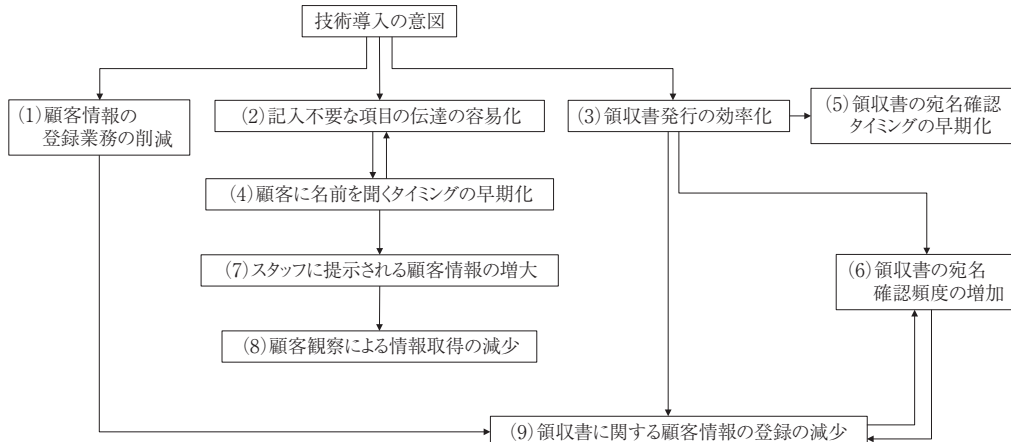 技術導入の意図
(1)顧客情報の
登録業務の削減
(2)記入不要な項目の伝達の容易化
(3)領収書発行の効率化
(5)領収書の宛名確認
タイミングの早期化
(4)顧客に名前を聞くタイミングの早期化
(7)スタッフに提示される顧客情報の増大
(6)領収書の宛名
確認頻度の増加
(8)顧客観察による情報取得の減少
(9)領収書に関する顧客情報の登録の減少